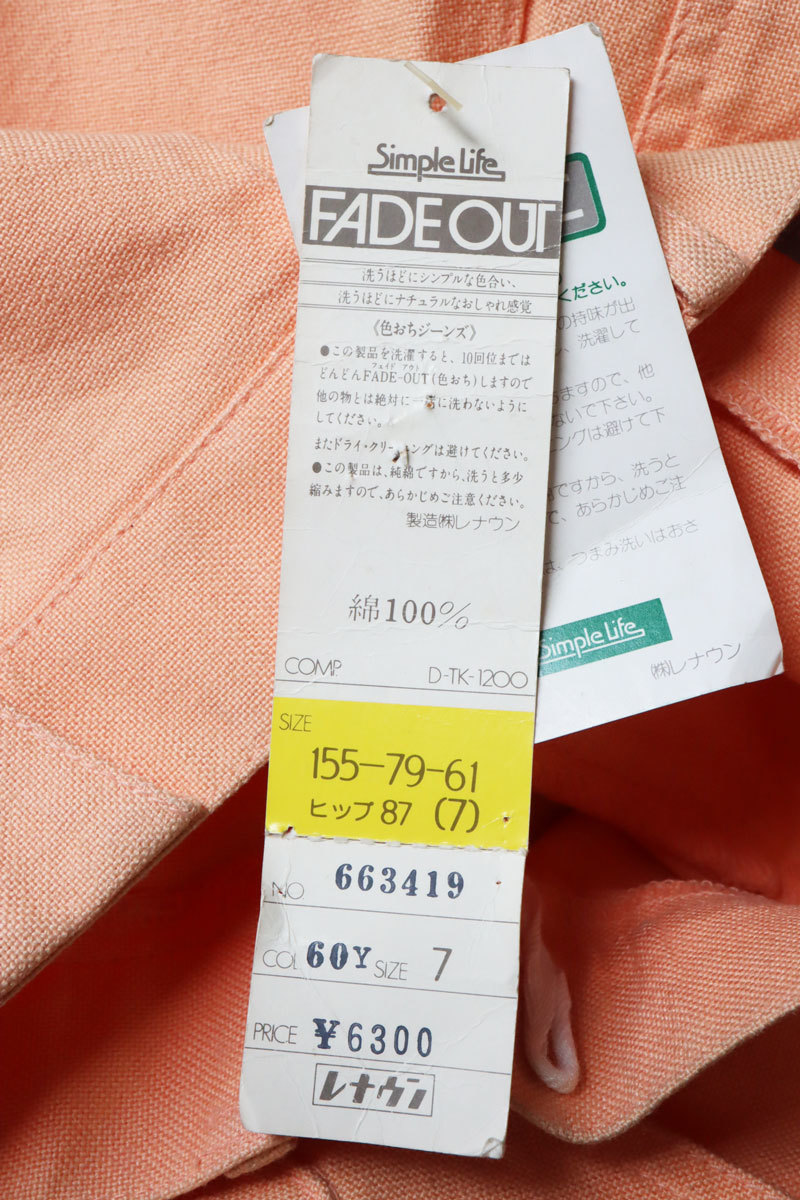 Simple Life
FADE OUT
洗うほどにシンプルな色合い、
洗うほどにナチュラルなおしゃれ感覚
《色おちジーンズ》
●この製品を洗濯すると、10回位までは
フェイド アウト
どんどんFADE-OUT(色おち)しますので
他の物とは絶対に一緒に洗わないように
してください。
またドライ・クリーニングは避けてください。
●この製品は、純綿ですから、洗うと多少
縮みますので、あらかじめご注意ください。
製造㈱レナウン
綿100%
COMP. D-TK-1200
SIZE
155-79-61
ヒップ87 (7)
NO 663419
COL 60Y SIZE 7
PRICE ¥6300
レナウン
ください。
の持味が出
洗濯して
ますので、他
ないで下さい。
ングは避けて下
ですから、洗うと
で、あらかじめご注
は、つまみ洗いはおさ
Simple Life
㈱レナウン